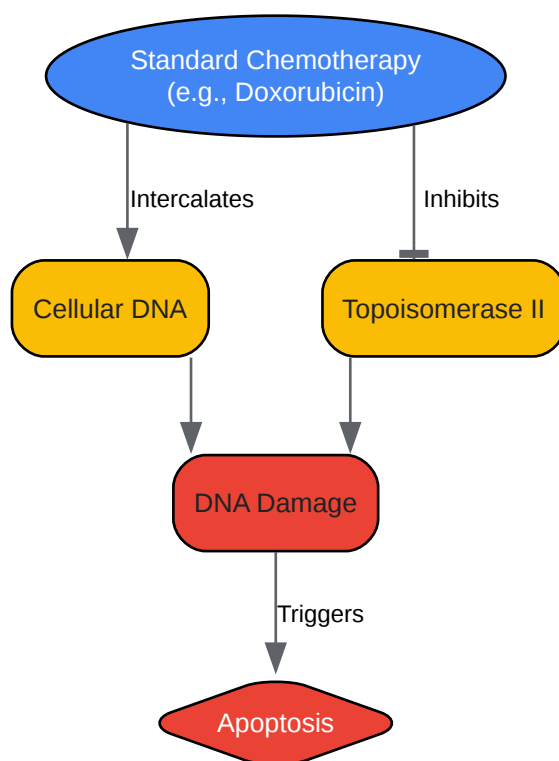 Standard Chemotherapy
(e.g., Doxorubicin)
Intercalates
Inhibits
Cellular DNA
Topoisomerase II
DNA Damage
Triggers
Apoptosis